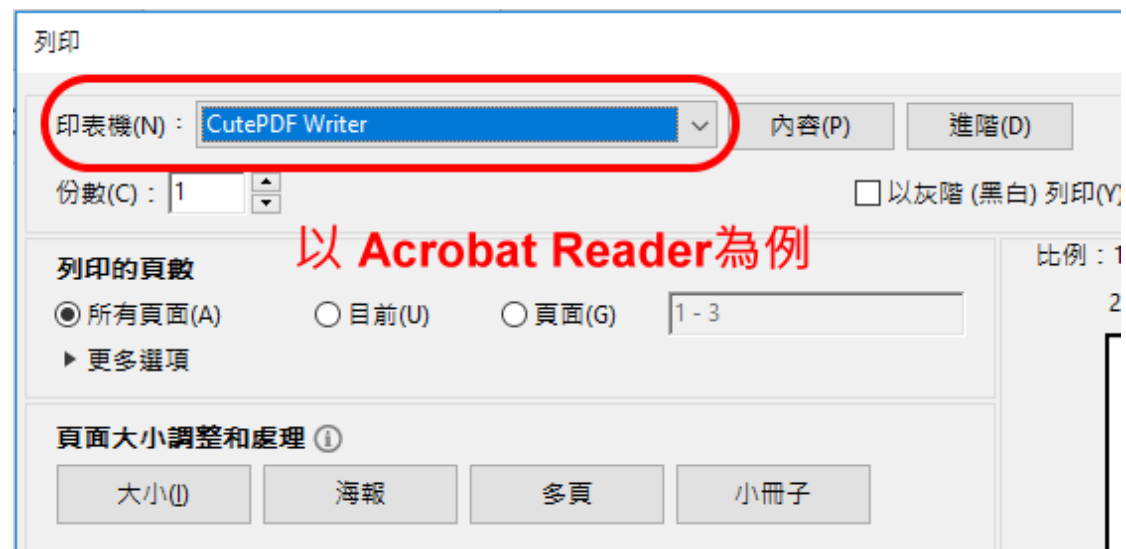 列印
印表機(N)： CutePDF Writer 內容(P) 進階(D)
份數(C)：1 以灰階 (黑白) 列印(Y)
以 Acrobat Reader為例
列印的頁數 比例：1
所有頁面(A) 目前(U) 頁面(G) 1 - 3 2
更多選項
頁面大小調整和處理
大小(I) 海報 多頁 小冊子